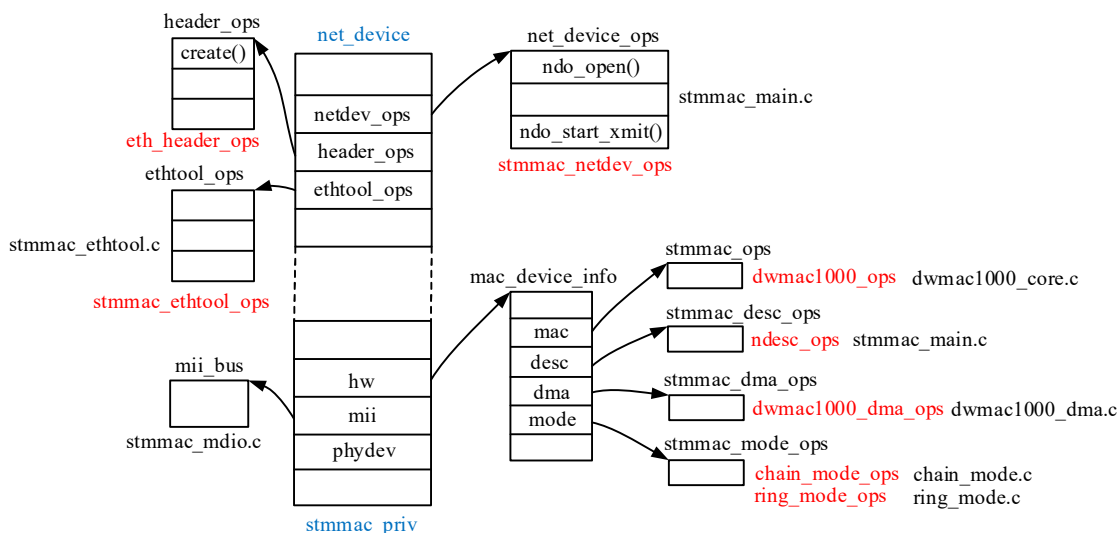 header_ops
create()
eth_header_ops
ethtool_ops
stmmac_ethtool.c
stmmac_ethtool_ops
mii_bus
stmmac_mdio.c
net_device
netdev_ops
header_ops
ethtool_ops
hw
mii
phydev
stmmac_priv
net_device_ops
ndo_open()
stmmac_main.c
ndo_start_xmit()
stmmac_netdev_ops
mac_device_info
mac
desc
dma
mode
stmmac_ops
dwmac1000_ops dwmac1000_core.c
stmmac_desc_ops
ndesc_ops stmmac_main.c
stmmac_dma_ops
dwmac1000_dma_ops dwmac1000_dma.c
stmmac_mode_ops
chain_mode_ops chain_mode.c
ring_mode_ops ring_mode.c